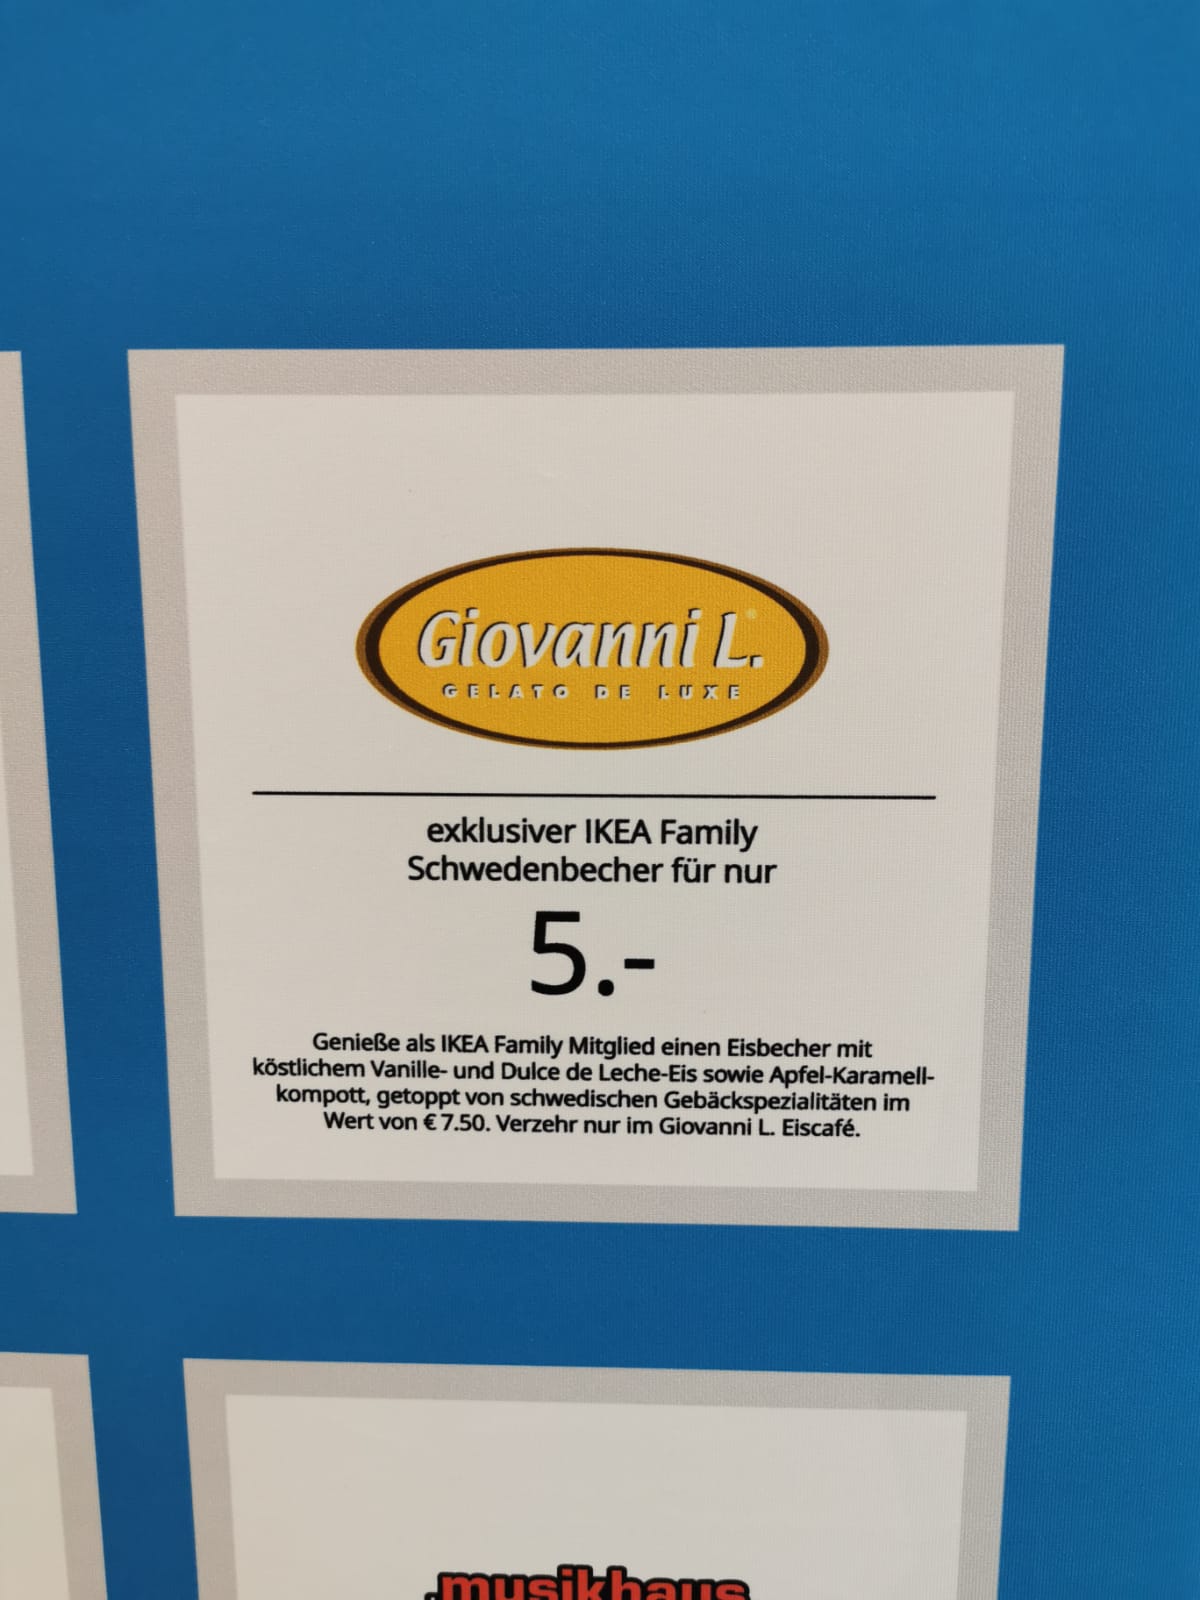 Giovanni L.
GELATO DE LUXE
exklusiver IKEA Family
Schwedenbecher für nur
5.-
Genieße als IKEA Family Mitglied einen Eisbecher mit
köstlichem Vanille- und Dulce de Leche-Eis sowie Apfel-Karamell-
kompott, getoppt von schwedischen Gebäckspezialitäten im
Wert von € 7.50. Verzehr nur im Giovanni L. Eiscafé.
musikhaus